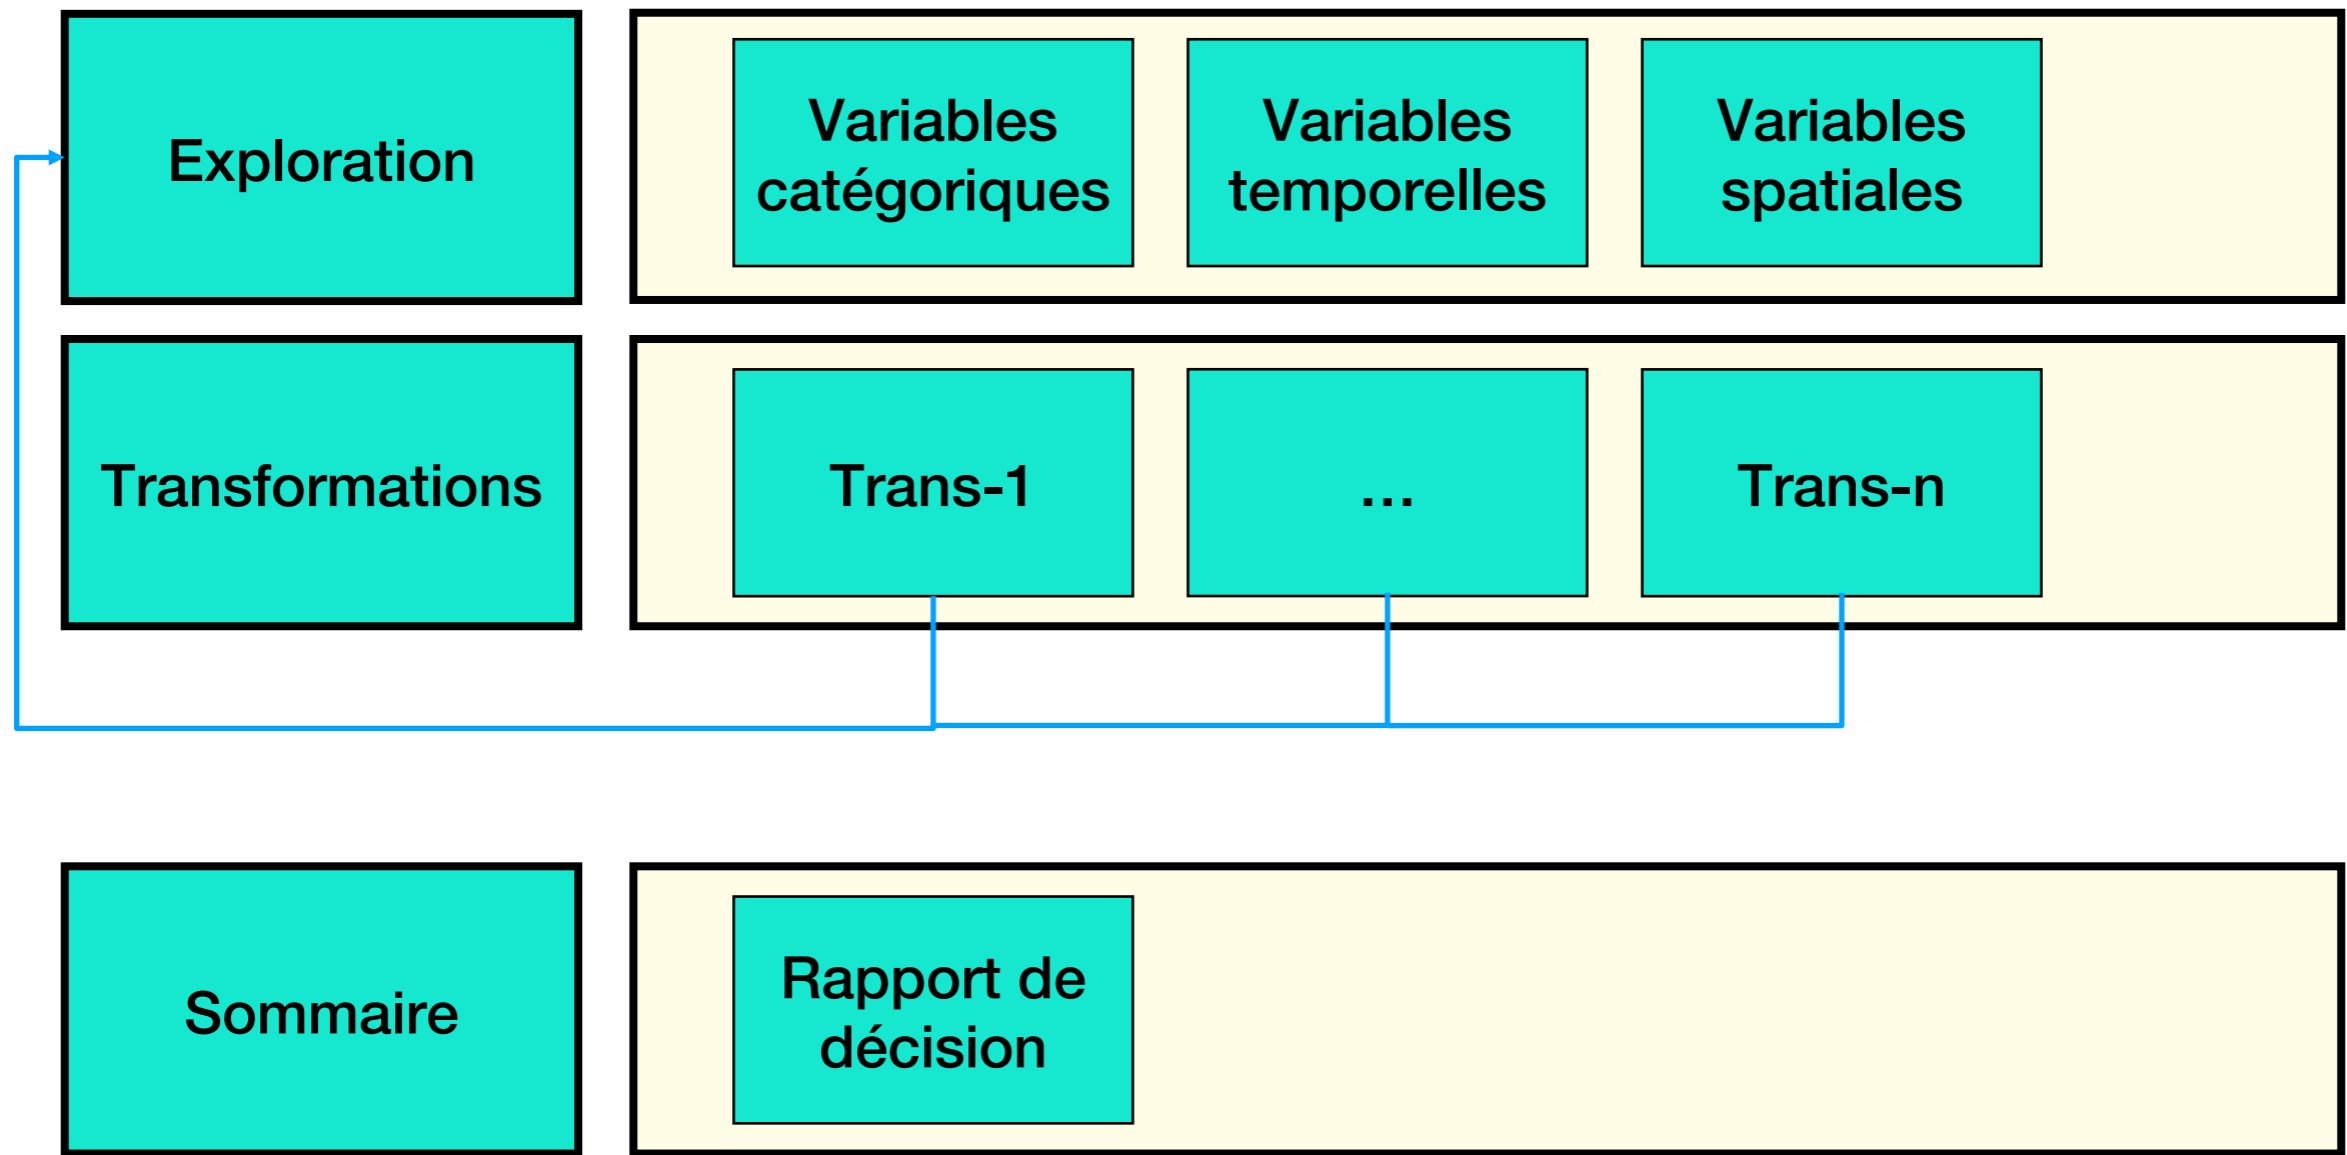 Exploration
Variables
catégoriques
Variables
temporelles
Variables
spatiales
Transformations
Trans-1
...
Trans-n
Sommaire
Rapport de
décision